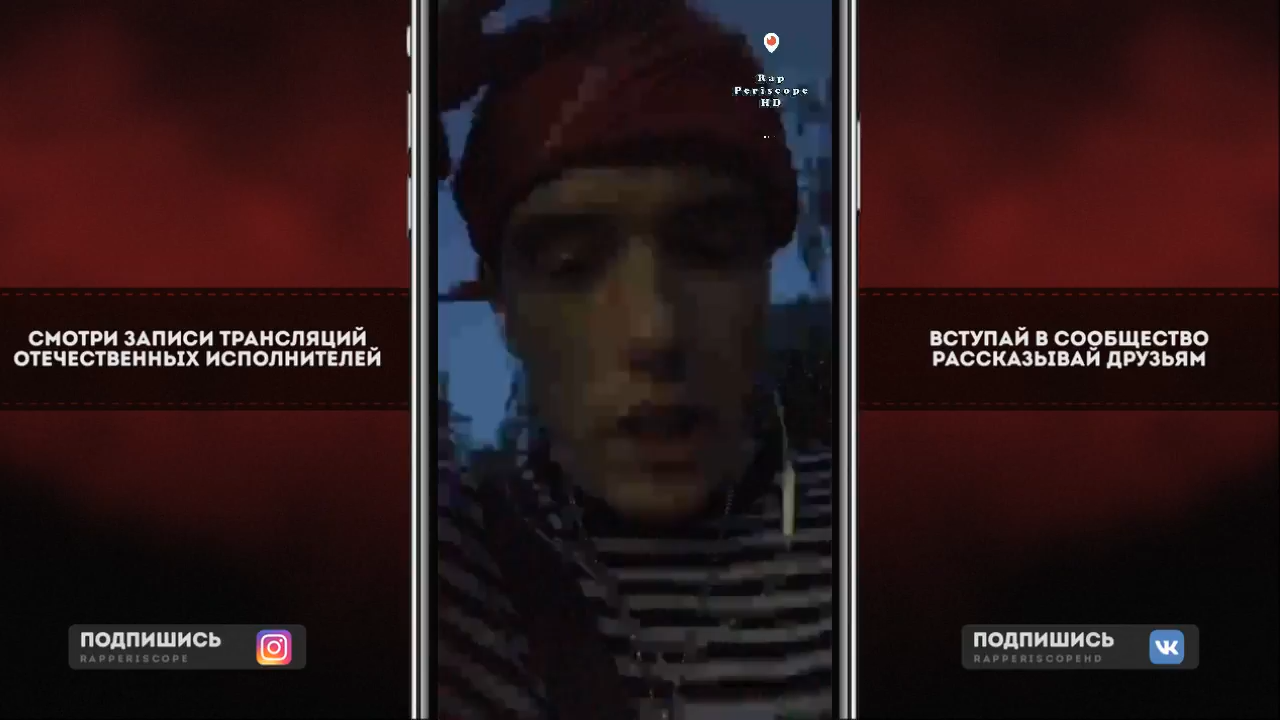 Rap
Periscope
HD
СМОТРИ ЗАПИСИ ТРАНСЛЯЦИЙ
ОТЕЧЕСТВЕННЫХ ИСПОЛНИТЕЛЕЙ
ВСТУПАЙ В СООБЩЕСТВО
РАССКАЗЫВАЙ ДРУЗЬЯМ
ПОДПИШИСЬ
RAPPERISCOPE
ПОДПИШИСЬ
RAPPERISCOPEHD